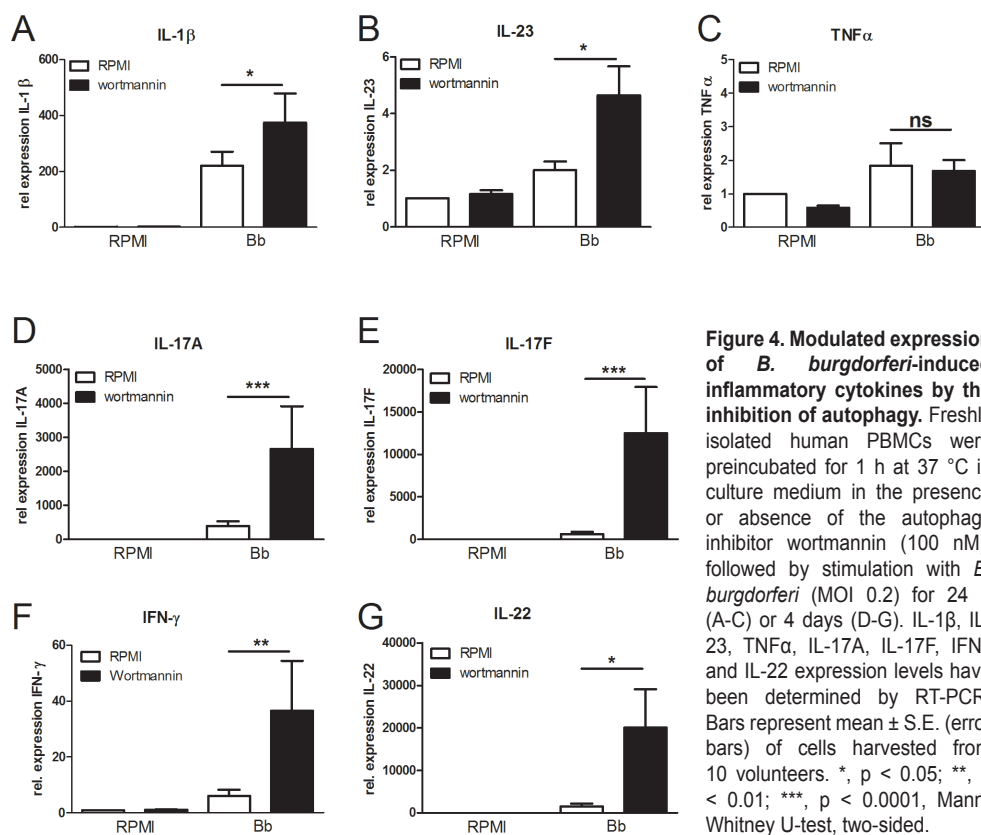 A
IL-1β
RPMI
wortmannin
*
rel expression IL-1 β
600
400
200
0
RPMI
Bb
B
IL-23
RPMI
wortmannin
*
rel expression IL-23
6
4
2
0
RPMI
Bb
C
TNFα
RPMI
wortmannin
ns
rel expression TNF α
5
4
3
2
1
0
RPMI
Bb
D
IL-17A
RPMI
wortmannin
***
rel expression IL-17A
5000
4000
3000
2000
1000
0
RPMI
Bb
E
IL-17F
RPMI
wortmannin
***
rel expression IL-17F
20000
15000
10000
5000
0
RPMI
Bb
F
IFN-γ
RPMI
Wortmannin
**
rel. expression IFN-γ
60
40
20
0
RPMI
Bb
G
IL-22
RPMI
wortmannin
*
rel. expression IL-22
40000
30000
20000
10000
0
RPMI
Bb
Figure 4. Modulated expression
of B. burgdorferi-induced
inflammatory cytokines by th
inhibition of autophagy. Freshl
isolated human PBMCs wer
preincubated for 1 h at 37 °C i
culture medium in the presenc
or absence of the autophag
inhibitor wortmannin (100 nM
followed by stimulation with B
burgdorferi (MOI 0.2) for 24
(A-C) or 4 days (D-G). IL-1β, IL
23, TNFα, IL-17A, IL-17F, IFN
and IL-22 expression levels hav
been determined by RT-PCR
Bars represent mean ± S.E. (erro
bars) of cells harvested fro
10 volunteers. *, p < 0.05; **,
< 0.01; ***, p < 0.0001, Mann
Whitney U-test, two-sided.